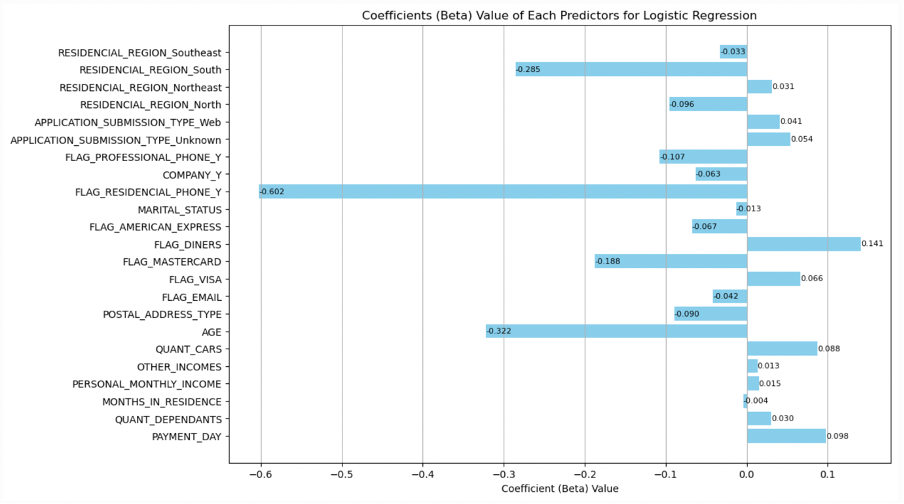 Coefficients (Beta) Value of Each Predictors for Logistic Regression
RESIDENCIAL_REGION_Southeast -0.033
RESIDENCIAL_REGION_South -0.285
RESIDENCIAL_REGION_Northeast 0.031
RESIDENCIAL_REGION_North -0.096
APPLICATION_SUBMISSION_TYPE_Web 0.041
APPLICATION_SUBMISSION_TYPE_Unknown 0.054
FLAG_PROFESSIONAL_PHONE_Y -0.107
COMPANY_Y -0.063
FLAG_RESIDENCIAL_PHONE_Y -0.602
MARITAL_STATUS -0.013
FLAG_AMERICAN_EXPRESS -0.067
FLAG_DINERS 0.141
FLAG_MASTERCARD -0.188
FLAG_VISA 0.066
FLAG_EMAIL -0.042
POSTAL_ADDRESS_TYPE -0.090
AGE -0.322
QUANT_CARS 0.088
OTHER_INCOMES 0.013
PERSONAL_MONTHLY_INCOME 0.015
MONTHS_IN_RESIDENCE -0.004
QUANT_DEPENDANTS 0.030
PAYMENT_DAY 0.098
−0.6 −0.5 −0.4 −0.3 −0.2 −0.1 0.0 0.1
Coefficient (Beta) Value